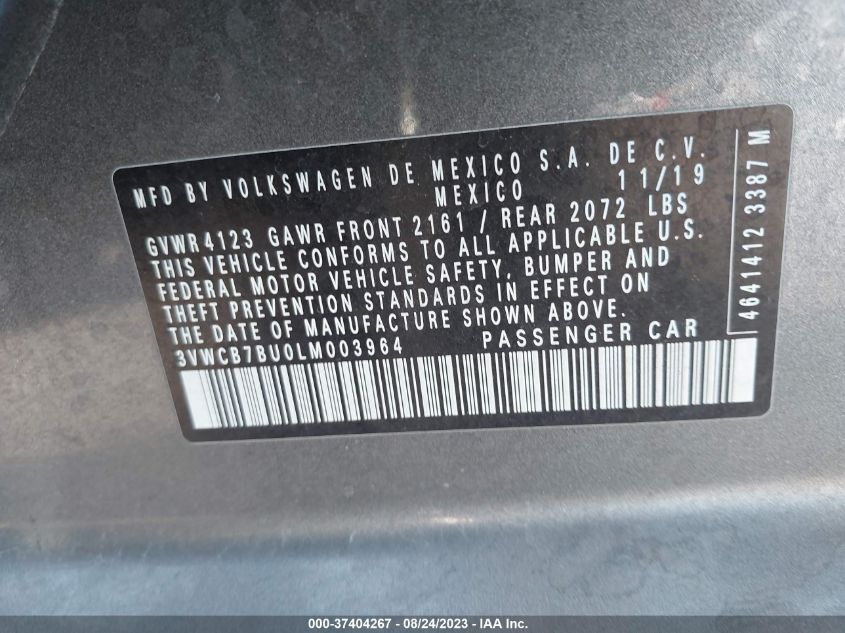 MFD BY VOLKSWAGEN DE MEXICO S.A. DE C.V.
MEXICO 11/19
GVWR 4123 GAWR FRONT 2161 / REAR 2072 LBS
THIS VEHICLE CONFORMS TO ALL APPLICABLE U.S.
FEDERAL MOTOR VEHICLE SAFETY, BUMPER AND
THEFT PREVENTION STANDARDS IN EFFECT ON
THE DATE OF MANUFACTURE SHOWN ABOVE.
3VWCB7BU0LM003964 PASSENGER CAR
4641412 3387 M
000-37404267 - 08/24/2023 - IAA Inc.